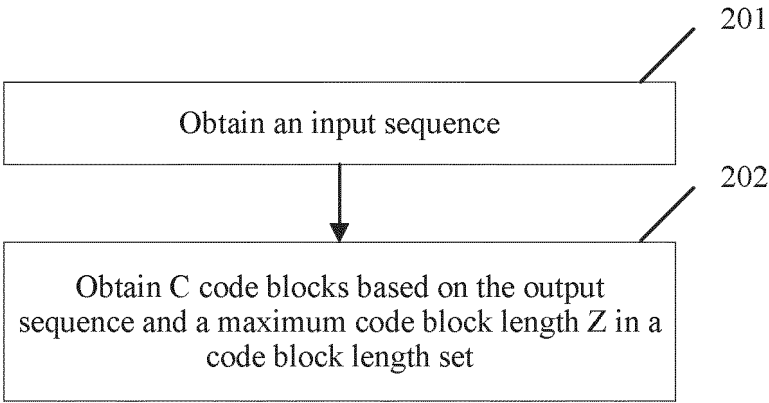 201
Obtain an input sequence
202
Obtain C code blocks based on the output
sequence and a maximum code block length Z in a
code block length set